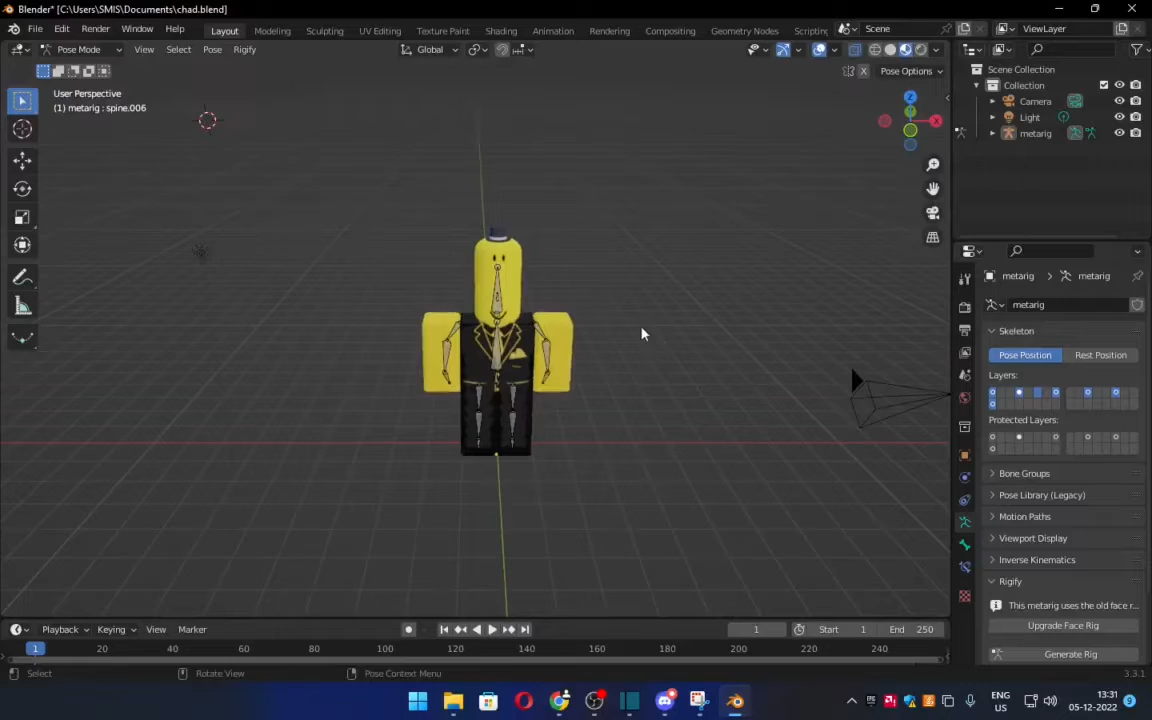 Blender* [C:\Users\SMIS\Documents\chad.blend]
File Edit Render Window Help Layout Modeling Sculpting UV Editing Texture Paint Shading Animation Rendering Compositing Geometry Nodes Scripting Scene ViewLayer
Pose Mode View Select Pose Rigify Global
Pose Options
User Perspective
(1) metarig : spine.006
Z
X
Scene Collection
Collection
Camera
Light
metarig
metarig > metarig
metarig
Skeleton
Pose Position Rest Position
Layers:
Protected Layers:
Bone Groups
Pose Library (Legacy)
Motion Paths
Viewport Display
Inverse Kinematics
Rigify
This metarig uses the old face r...
Upgrade Face Rig
Generate Rig
Playback Keying View Marker 1 Start 1 End 250
1 20 40 60 80 100 120 140 160 180 200 220 240
Select Rotate View Pose Context Menu 3.3.1
ENG
US
13:31
05-12-2022